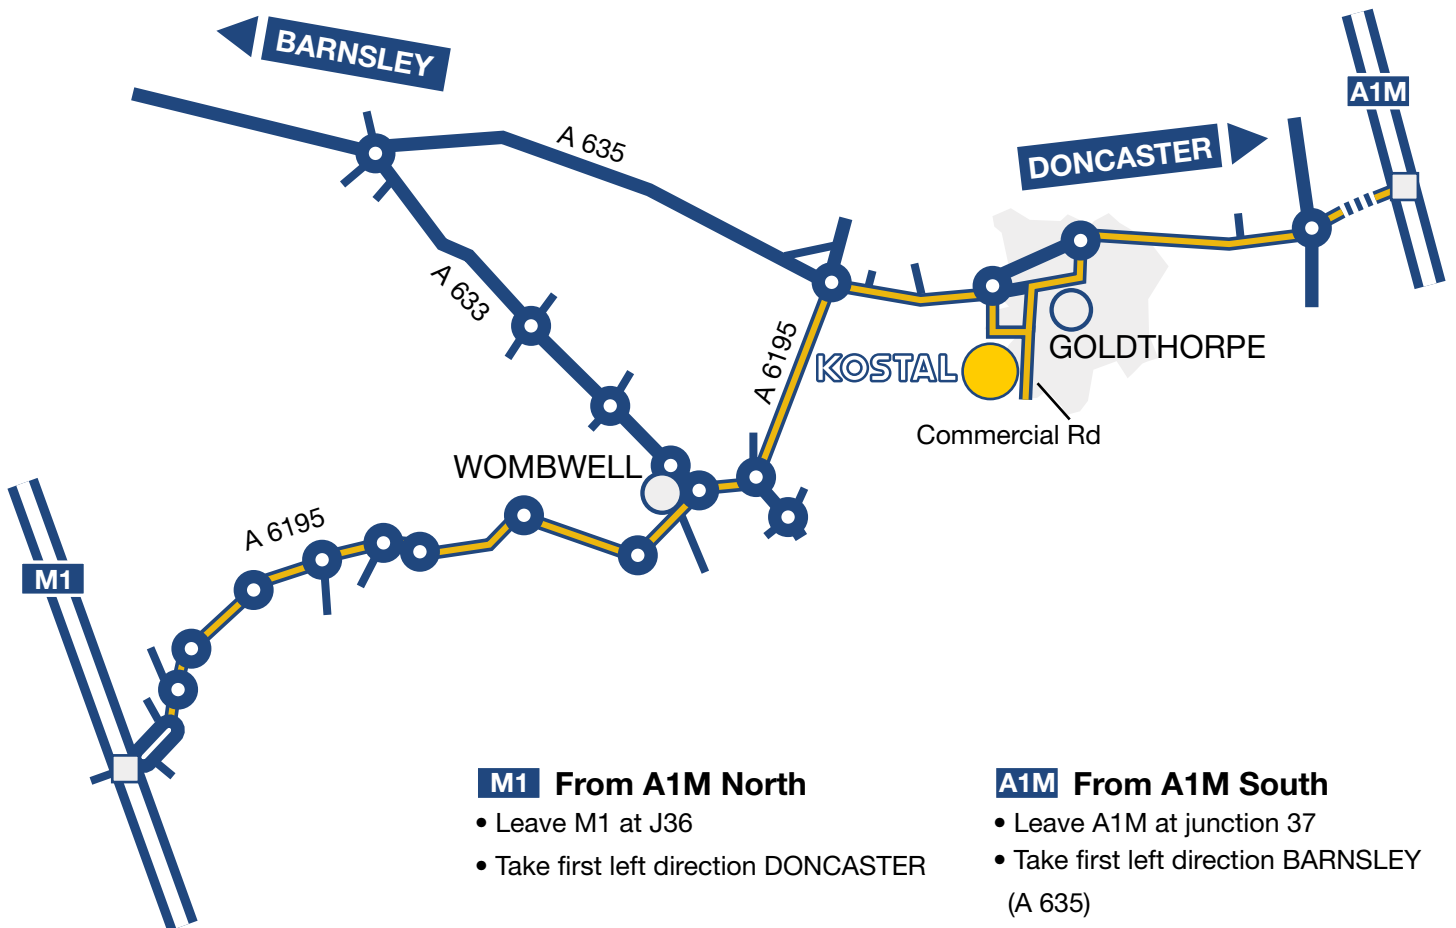 BARNSLEY
A1M
A 635
DONCASTER
A 633
A 6195
KOSTAL
GOLDTHORPE
Commercial Rd
WOMBWELL
A 6195
M1
M1 From A1M North
• Leave M1 at J36
• Take first left direction DONCASTER
A1M From A1M South
• Leave A1M at junction 37
• Take first left direction BARNSLEY
(A 635)